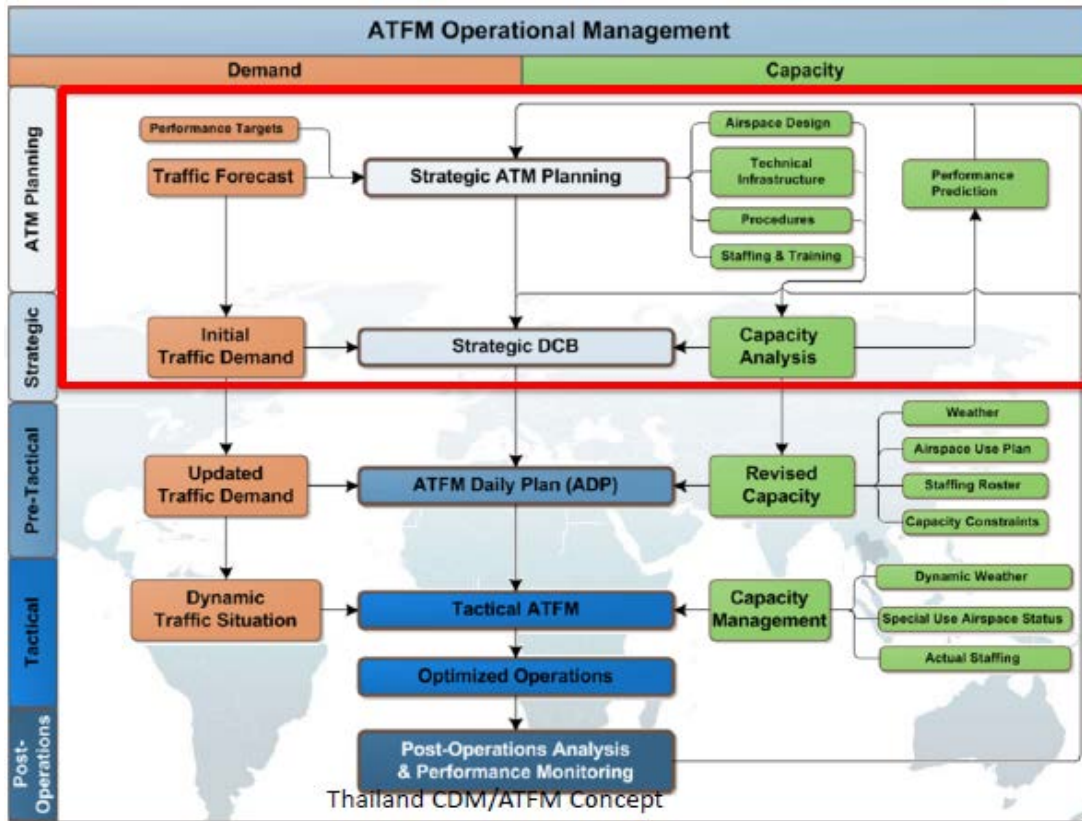 ATFM Operational Management
Demand
Capacity
ATM Planning
Performance Targets
Traffic Forecast
Strategic ATM Planning
Airspace Design
Technical
Infrastructure
Procedures
Staffing & Training
Performance
Prediction
Strategic
Initial
Traffic Demand
Strategic DCB
Capacity
Analysis
Pre-Tactical
Updated
Traffic Demand
ATFM Daily Plan (ADP)
Revised
Capacity
Weather
Airspace Use Plan
Staffing Roster
Capacity Constraints
Tactical
Dynamic
Traffic Situation
Tactical ATFM
Capacity
Management
Dynamic Weather
Special Use Airspace Status
Actual Staffing
Optimized Operations
Post-
Operations
Post-Operations Analysis
& Performance Monitoring
Thailand CDM/ATFM Concept